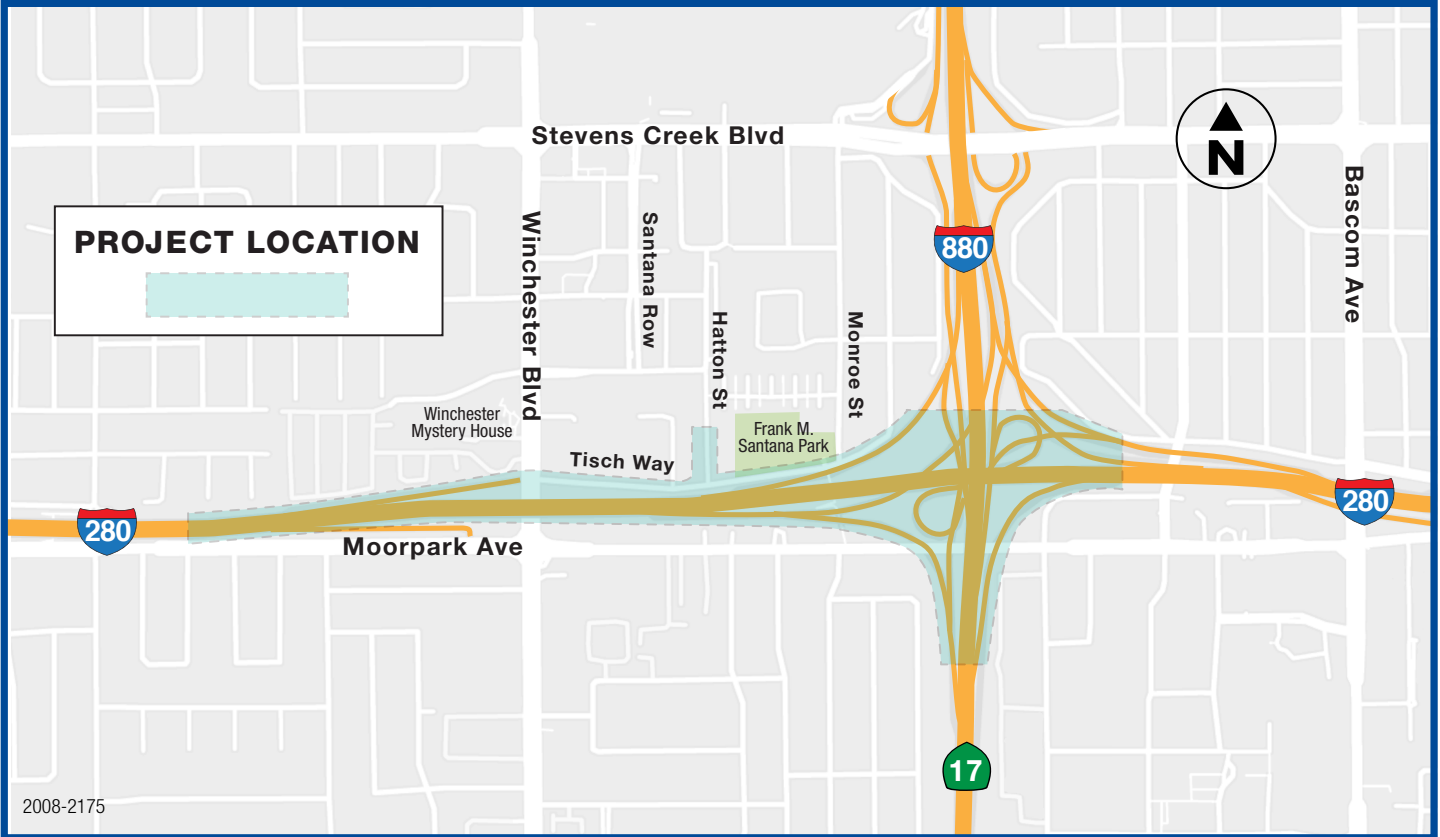 Stevens Creek Blvd
N
PROJECT LOCATION
Winchester Blvd
Santana Row
Hatton St
Monroe St
880
Bascom Ave
Winchester
Mystery House
Frank M.
Santana Park
Tisch Way
280
280
Moorpark Ave
17
2008-2175